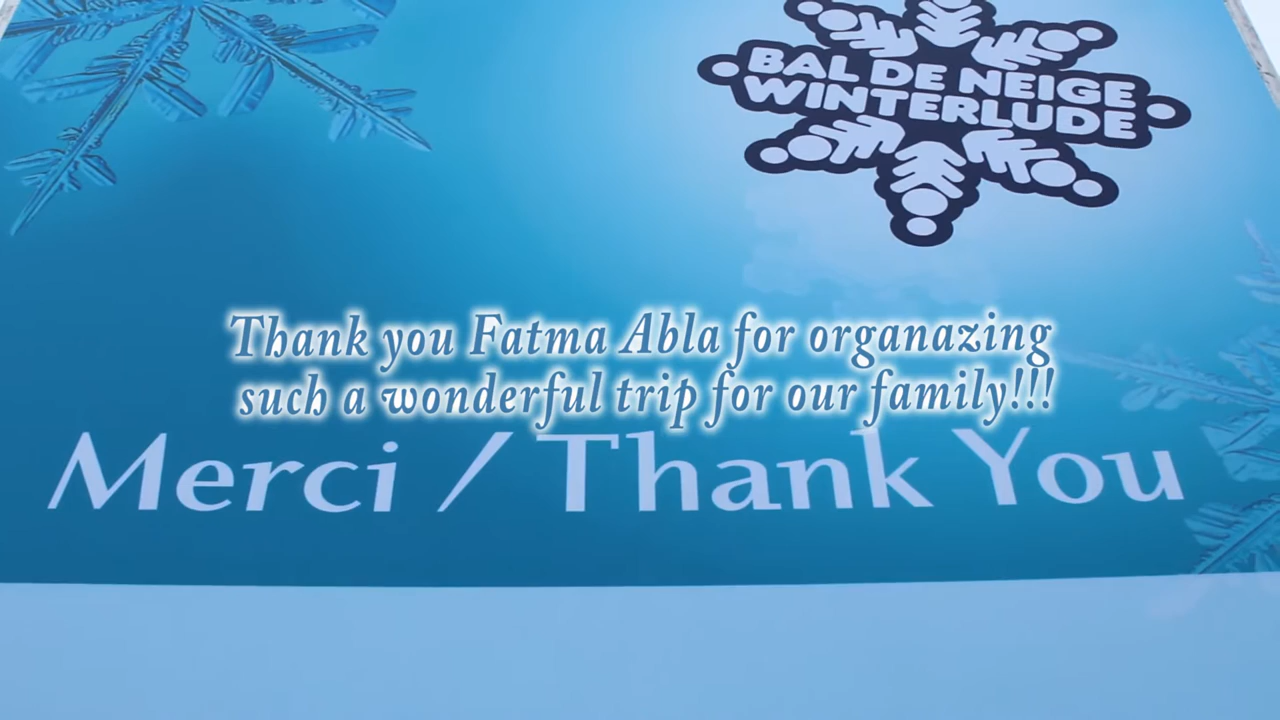 BAL DE NEIGE
WINTERLUDE
Thank you Fatma Abla for organazing
such a wonderful trip for our family!!!
Merci / Thank You